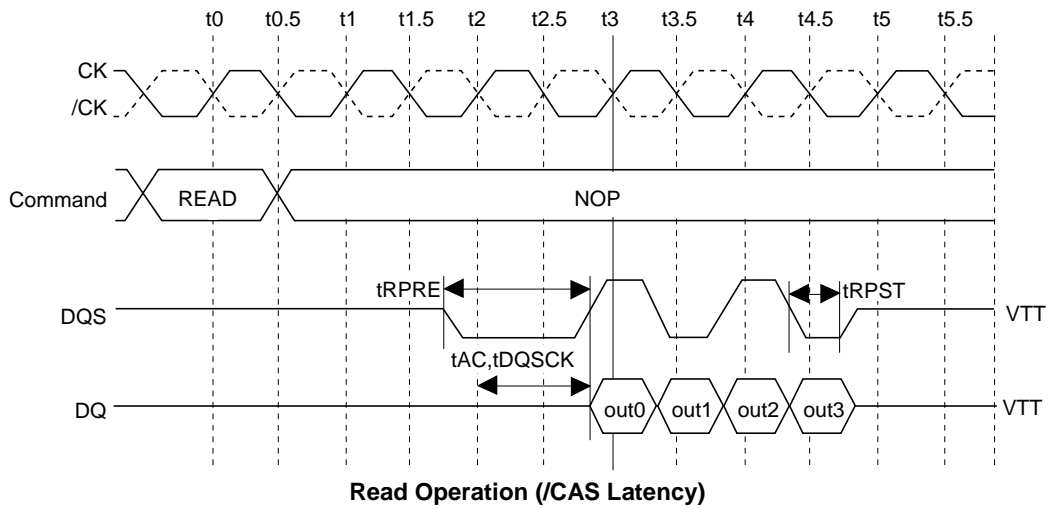 t0 t0.5 t1 t1.5 t2 t2.5 t3 t3.5 t4 t4.5 t5 t5.5
CK
/CK
Command READ NOP
tRPRE tRPST
DQS VTT
tAC,tDQSCK
DQ out0 out1 out2 out3 VTT
Read Operation (/CAS Latency)